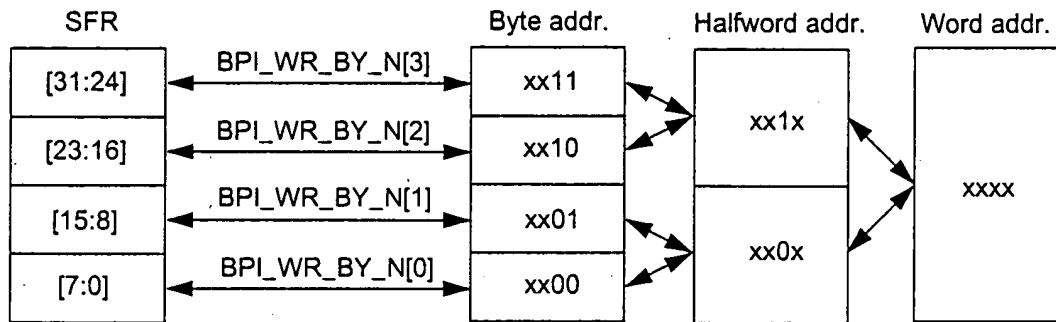 SFR
Byte addr.
Halfword addr.
Word addr.
[31:24]
BPI_WR_BY_N[3]
xx11
[23:16]
BPI_WR_BY_N[2]
xx10
xx1x
[15:8]
BPI_WR_BY_N[1]
xx01
xxxx
[7:0]
BPI_WR_BY_N[0]
xx00
xx0x